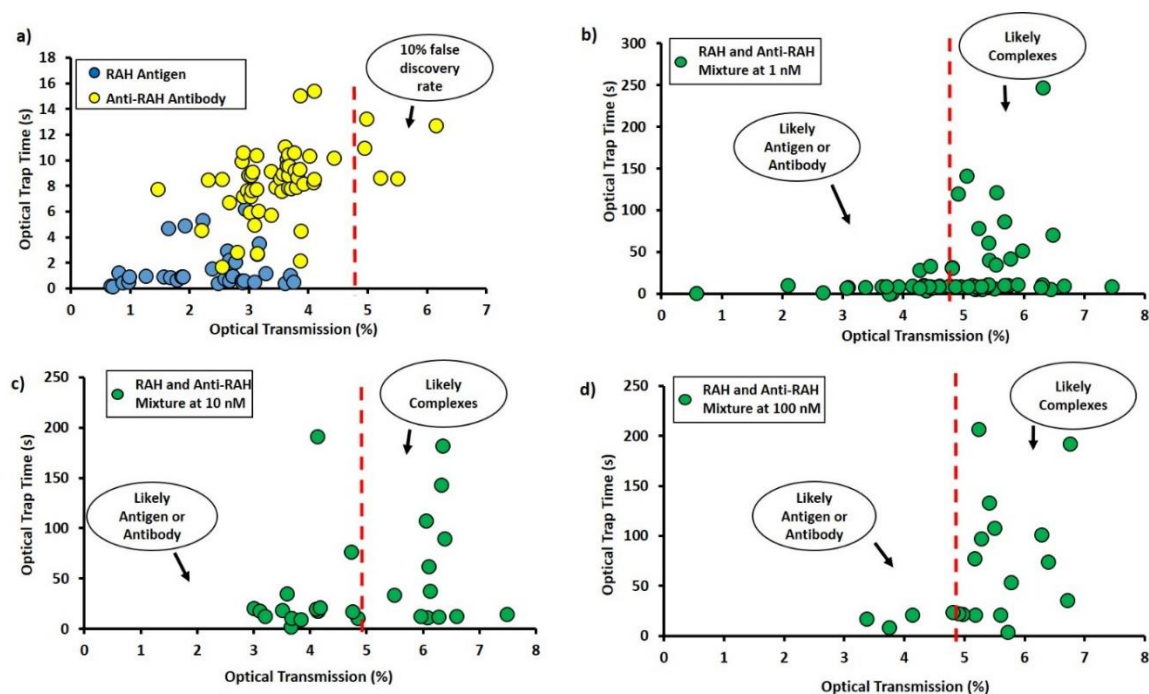 a)
RAH Antigen
Anti-RAH Antibody
10% false
discovery
rate
Optical Trap Time (s)
18
16
14
12
10
8
6
4
2
0
0 1 2 3 4 5 6 7
Optical Transmission (%)
b)
RAH and Anti-RAH
Mixture at 1 nM
Likely
Complexes
Likely
Antigen or
Antibody
Optical Trap Time (s)
300
250
200
150
100
50
0
0 1 2 3 4 5 6 7 8
Optical Transmission (%)
c)
RAH and Anti-RAH
Mixture at 10 nM
Likely
Complexes
Likely
Antigen or
Antibody
Optical Trap Time (s)
250
200
150
100
50
0
0 1 2 3 4 5 6 7 8
Optical Transmission (%)
d)
RAH and Anti-RAH
Mixture at 100 nM
Likely
Complexes
Likely
Antigen or
Antibody
Optical Trap Time (s)
250
200
150
100
50
0
0 1 2 3 4 5 6 7 8
Optical Transmission (%)